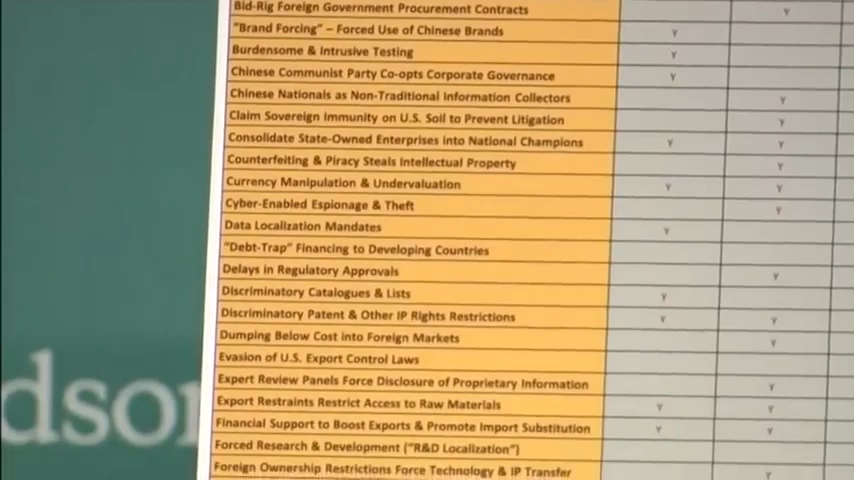 Bid-Rig Foreign Government Procurement Contracts Y
"Brand Forcing" – Forced Use of Chinese Brands Y
Burdensome & Intrusive Testing Y
Chinese Communist Party Co-opts Corporate Governance Y
Chinese Nationals as Non-Traditional Information Collectors Y
Claim Sovereign Immunity on U.S. Soil to Prevent Litigation Y
Consolidate State-Owned Enterprises into National Champions Y Y
Counterfeiting & Piracy Steals Intellectual Property Y
Currency Manipulation & Undervaluation Y Y
Cyber-Enabled Espionage & Theft Y
Data Localization Mandates Y
"Debt-Trap" Financing to Developing Countries
Delays in Regulatory Approvals Y
Discriminatory Catalogues & Lists Y
Discriminatory Patent & Other IP Rights Restrictions Y Y
Dumping Below Cost into Foreign Markets Y
Evasion of U.S. Export Control Laws
Expert Review Panels Force Disclosure of Proprietary Information Y
Export Restraints Restrict Access to Raw Materials Y Y
Financial Support to Boost Exports & Promote Import Substitution Y Y
Forced Research & Development ("R&D Localization")
Foreign Ownership Restrictions Force Technology & IP Transfer Y
dson